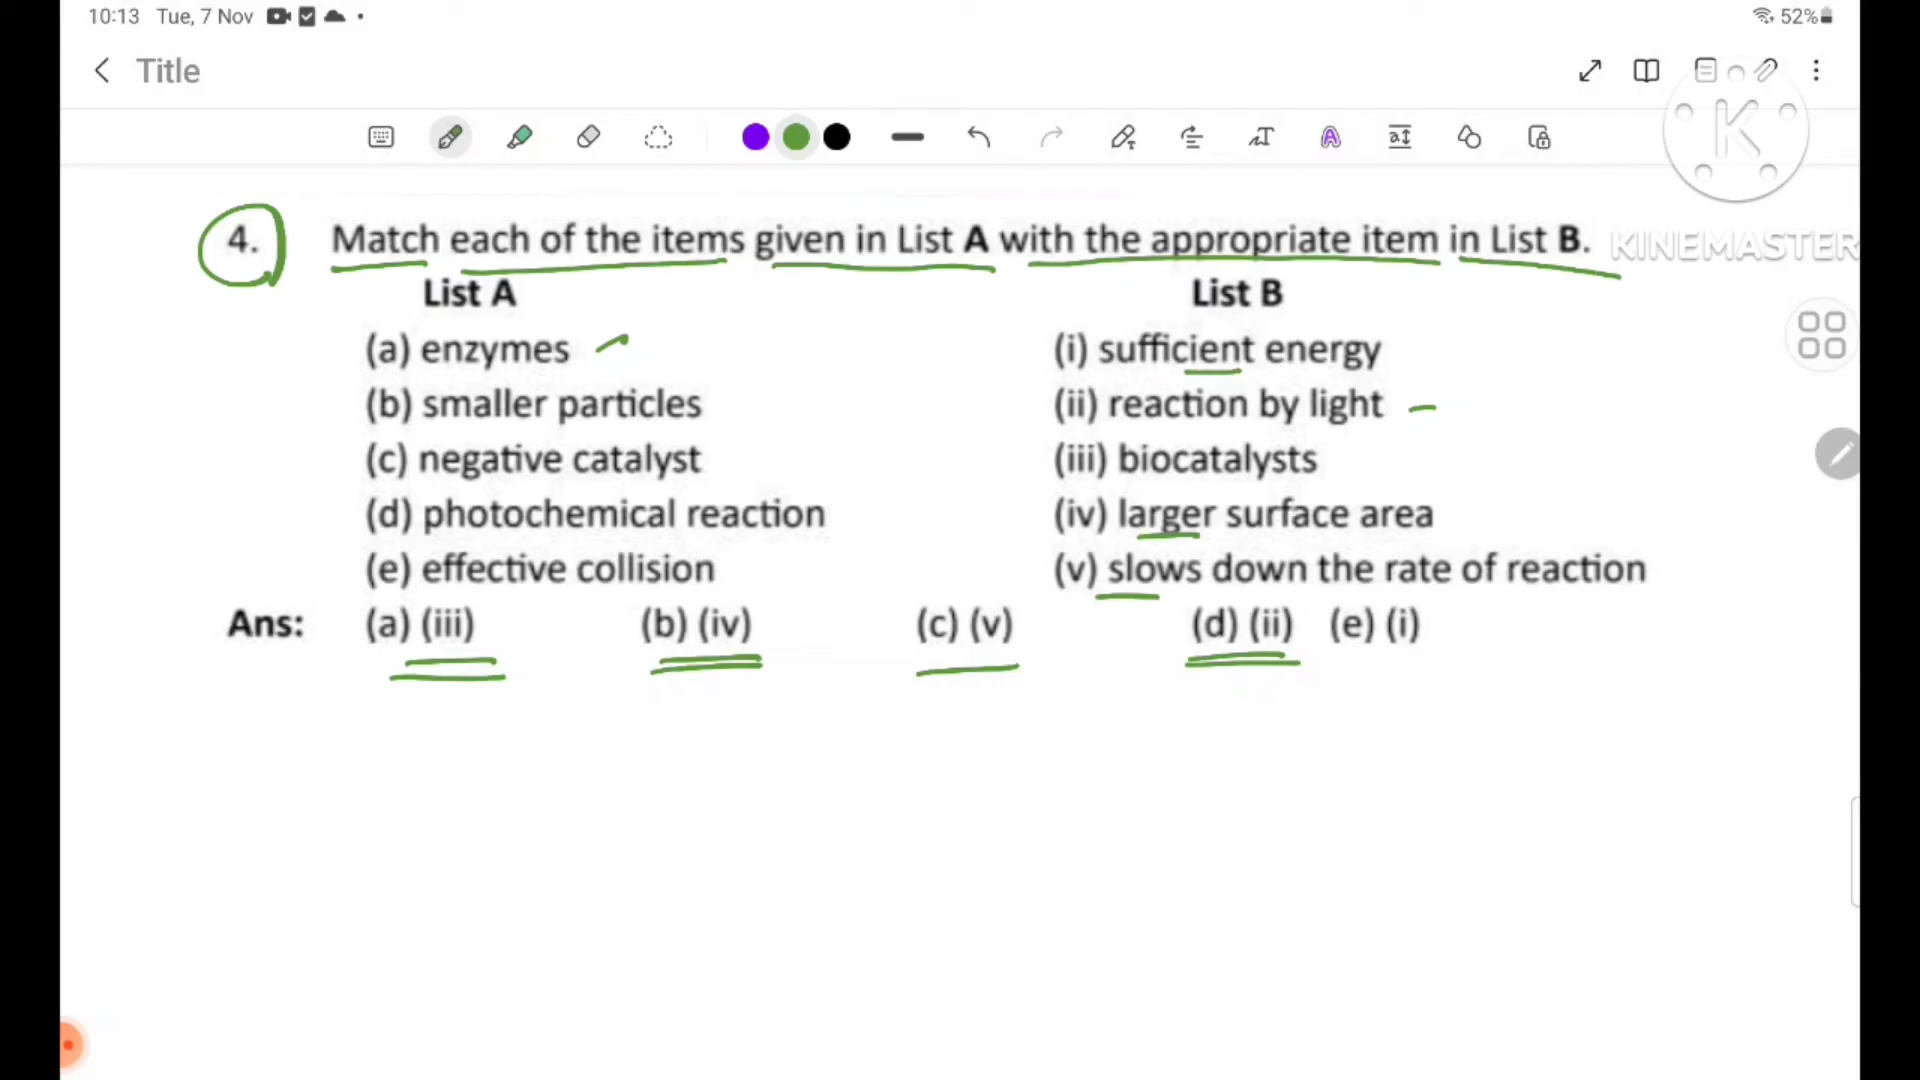 10:13 Tue, 7 Nov 52%
Title
4. Match each of the items given in List A with the appropriate item in List B.
KINEMASTER
List A List B
(a) enzymes (i) sufficient energy
(b) smaller particles (ii) reaction by light
(c) negative catalyst (iii) biocatalysts
(d) photochemical reaction (iv) larger surface area
(e) effective collision (v) slows down the rate of reaction
Ans: (a) (iii) (b) (iv) (c) (v) (d) (ii) (e) (i)